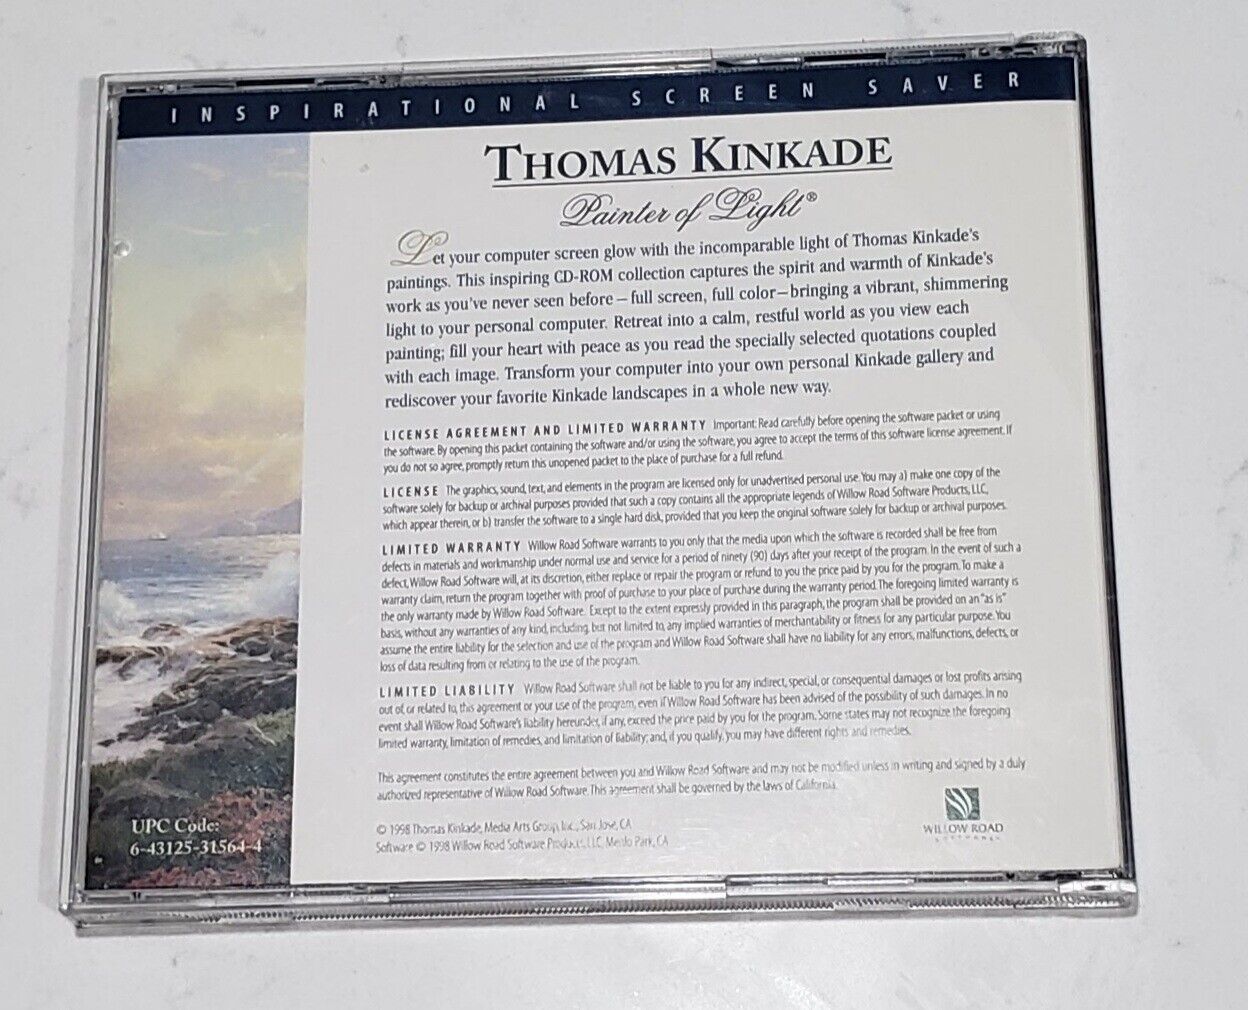 INSPIRATIONAL SCREEN SAVER
THOMAS KINKADE
Painter of Light®
Let your computer screen glow with the incomparable light of Thomas Kinkade's
paintings. This inspiring CD-ROM collection captures the spirit and warmth of Kinkade's
work as you've never seen before—full screen, full color—bringing a vibrant, shimmering
light to your personal computer. Retreat into a calm, restful world as you view each
painting; fill your heart with peace as you read the specially selected quotations coupled
with each image. Transform your computer into your own personal Kinkade gallery and
rediscover your favorite Kinkade landscapes in a whole new way.
LICENSE AGREEMENT AND LIMITED WARRANTY Important: Read carefully before opening the software packet or using
the software. By opening this packet containing the software and/or using the software, you agree to accept the terms of this software license agreement. If
you do not so agree, promptly return this unopened packet to the place of purchase for a full refund.
LICENSE The graphics, sound, text, and elements in the program are licensed only for unadvertised personal use. You may a) make one copy of the
software solely for backup or archival purposes provided that such a copy contains all the appropriate legends of Willow Road Software Products, LLC,
which appear therein, or b) transfer the software to a single hard disk, provided that you keep the original software solely for backup or archival purposes.
LIMITED WARRANTY Willow Road Software warrants to you only that the media upon which the software is recorded shall be free from
defects in materials and workmanship under normal use and service for a period of ninety (90) days after your receipt of the program. In the event of such a
defect, Willow Road Software will, at its discretion, either replace or repair the program or refund to you the price paid by you for the program. To make a
warranty claim, return the program together with proof of purchase to your place of purchase during the warranty period. The foregoing limited warranty is
the only warranty made by Willow Road Software. Except to the extent expressly provided in this paragraph, the program shall be provided on an "as is"
basis, without any warranties of any kind, including, but not limited to, any implied warranties of merchantability or fitness for any particular purpose. You
assume the entire liability for the selection and use of the program and Willow Road Software shall have no liability for any errors, malfunctions, defects, or
loss of data resulting from or relating to the use of the program.
LIMITED LIABILITY Willow Road Software shall not be liable to you for any indirect, special, or consequential damages or lost profits arising
out of, or related to, this agreement or your use of the program, even if Willow Road Software has been advised of the possibility of such damages. In no
event shall Willow Road Software's liability hereunder, if any, exceed the price paid by you for the program. Some states may not recognize the foregoing
limited warranty, limitation of remedies, and limitation of liability; and, if you qualify, you may have different rights and remedies.
This agreement constitutes the entire agreement between you and Willow Road Software and may not be modified unless in writing and signed by a duly
authorized representative of Willow Road Software. This agreement shall be governed by the laws of California.
© 1998 Thomas Kinkade, Media Arts Group, Inc., San Jose, CA
Software © 1998 Willow Road Software Products, LLC, Menlo Park, CA
WILLOW ROAD
SOFTWARE
UPC Code:
6-43125-31564-4